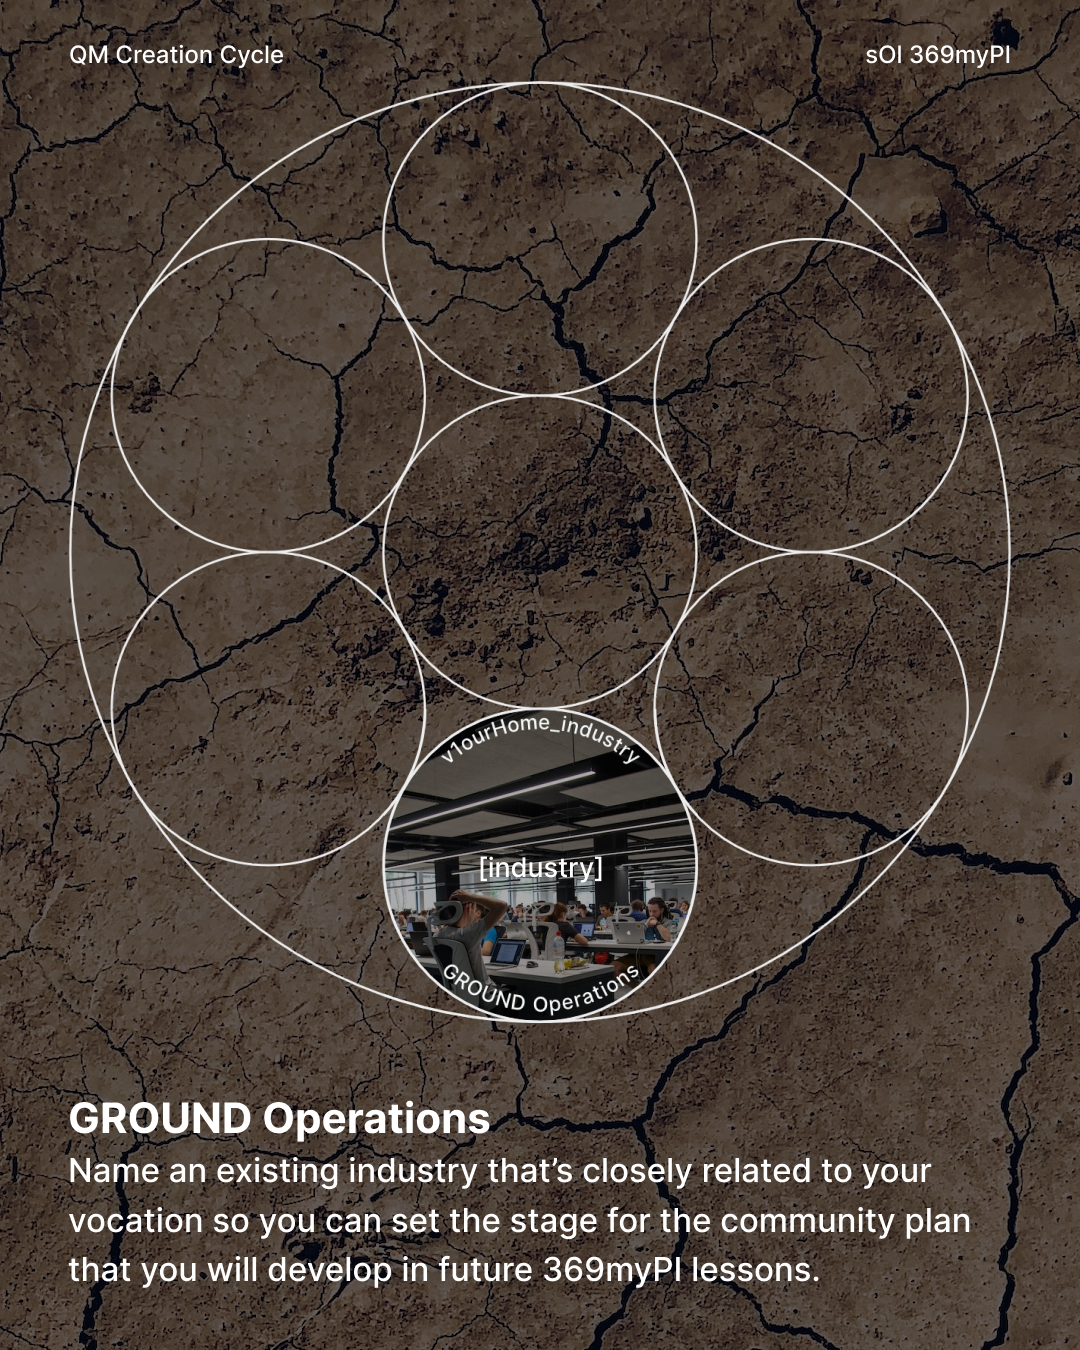 QM Creation Cycle
sOI 369myPI
v1ourHome_industry
[industry]
GROUND Operations
GROUND Operations
Name an existing industry that’s closely related to your
vocation so you can set the stage for the community plan
that you will develop in future 369myPI lessons.